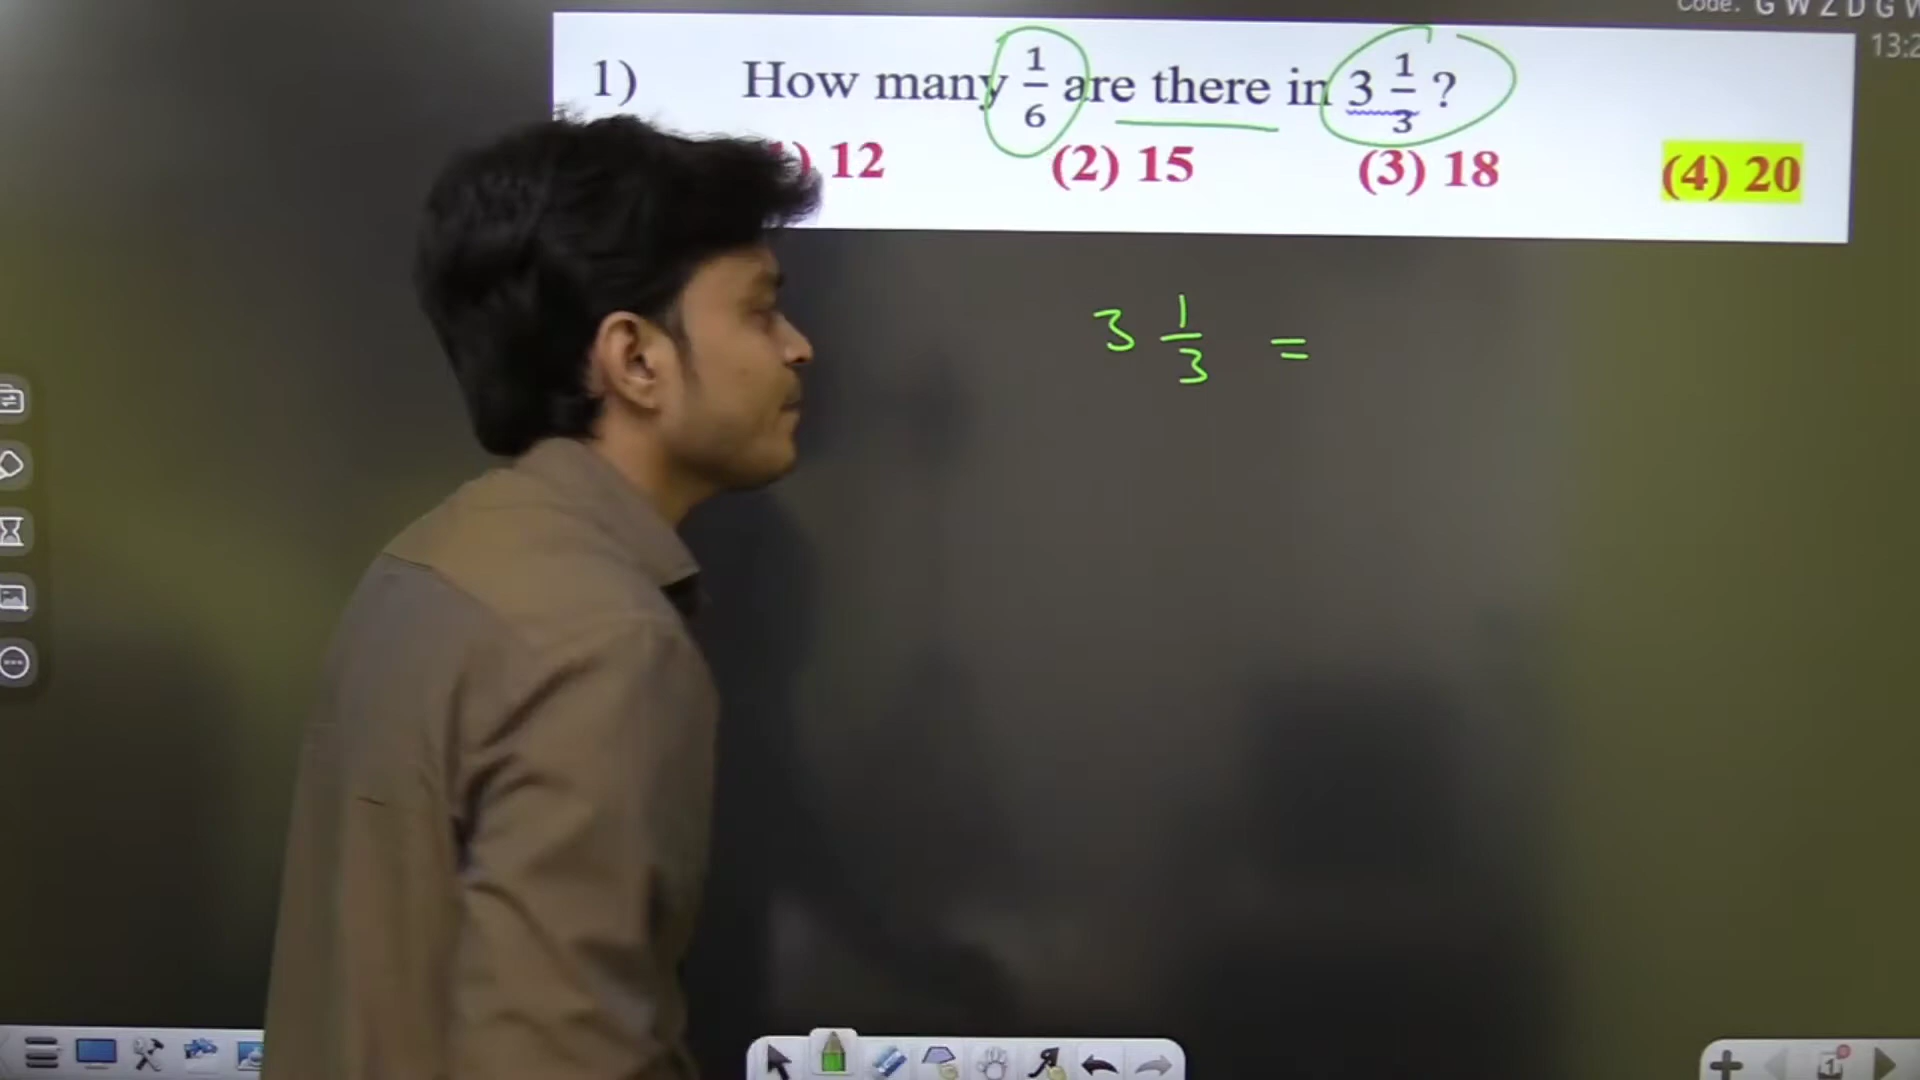 Code: G W Z D G W
13:2
1) How many 1/6 are there in 3 1/3 ?
) 12 (2) 15 (3) 18 (4) 20
3 1/3 =
1